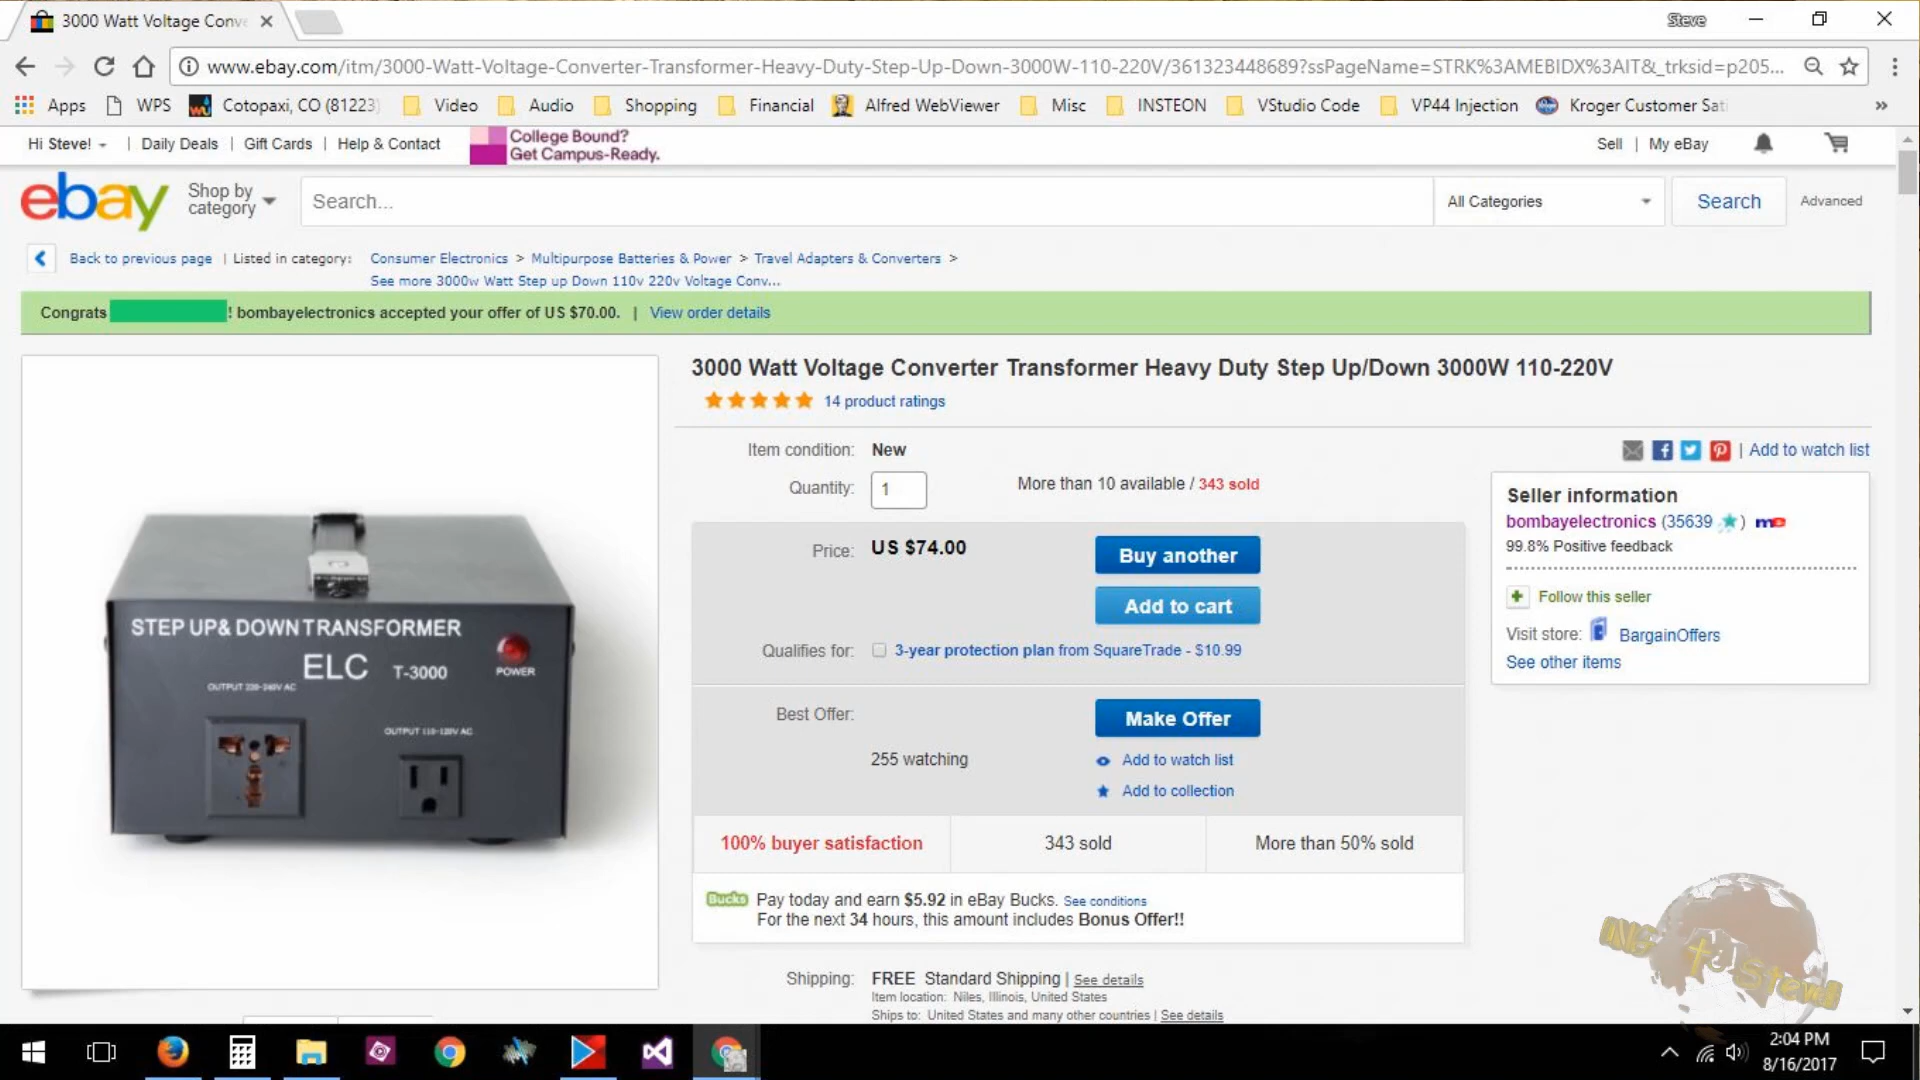 3000 Watt Voltage Conve
Steve
www.ebay.com/itm/3000-Watt-Voltage-Converter-Transformer-Heavy-Duty-Step-Up-Down-3000W-110-220V/361323448689?ssPageName=STRK%3AMEBIDX%3AIT&_trksid=p205...
Apps WPS Cotopaxi, CO (81223) Video Audio Shopping Financial Alfred WebViewer Misc INSTEON VStudio Code VP44 Injection Kroger Customer Sati »
Hi Steve! | Daily Deals | Gift Cards | Help & Contact
College Bound?
Get Campus-Ready.
Sell | My eBay
ebay
Shop by
category
Search...
All Categories
Search
Advanced
Back to previous page | Listed in category: Consumer Electronics > Multipurpose Batteries & Power > Travel Adapters & Converters >
See more 3000w Watt Step up Down 110v 220v Voltage Conv...
Congrats ! bombayelectronics accepted your offer of US $70.00. | View order details
3000 Watt Voltage Converter Transformer Heavy Duty Step Up/Down 3000W 110-220V
14 product ratings
Item condition: New
Quantity: 1
More than 10 available / 343 sold
Price: US $74.00
Buy another
Add to cart
Qualifies for: 3-year protection plan from SquareTrade - $10.99
Best Offer:
Make Offer
255 watching
Add to watch list
Add to collection
100% buyer satisfaction
343 sold
More than 50% sold
Bucks Pay today and earn $5.92 in eBay Bucks. See conditions
For the next 34 hours, this amount includes Bonus Offer!!
Shipping: FREE Standard Shipping | See details
Item location: Niles, Illinois, United States
Ships to: United States and many other countries | See details
| Add to watch list
Seller information
bombayelectronics (35639 ) me
99.8% Positive feedback
Follow this seller
Visit store: BargainOffers
See other items
STEP UP& DOWN TRANSFORMER
ELC T-3000
POWER
OUTPUT 220-240V AC
OUTPUT 110-120V AC
2:04 PM
8/16/2017